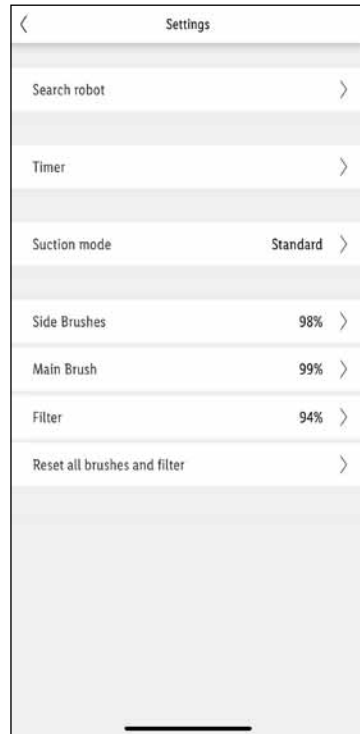 Settings
Search robot
Timer
Suction mode Standard
Side Brushes 98%
Main Brush 99%
Filter 94%
Reset all brushes and filter